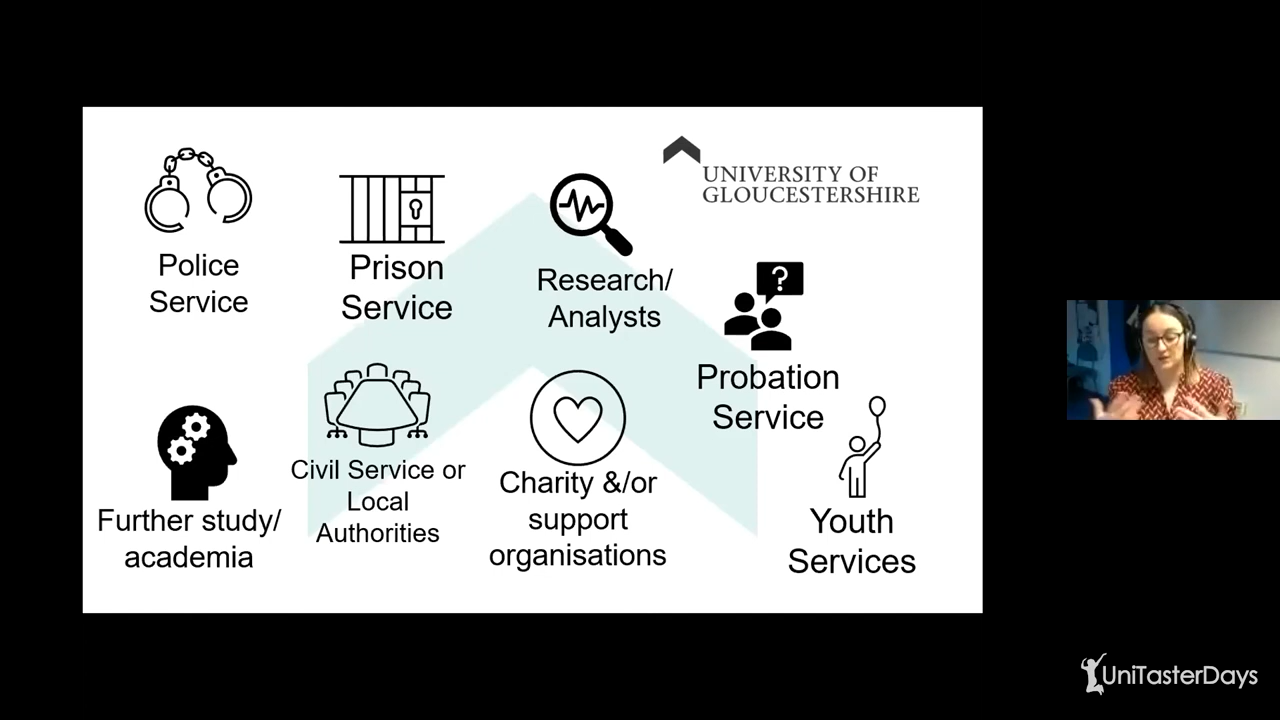 UNIVERSITY OF
GLOUCESTERSHIRE
Police
Service
Prison
Service
Research/
Analysts
?
Probation
Service
Further study/
academia
Civil Service or
Local
Authorities
Charity &/or
support
organisations
Youth
Services
UniTasterDays